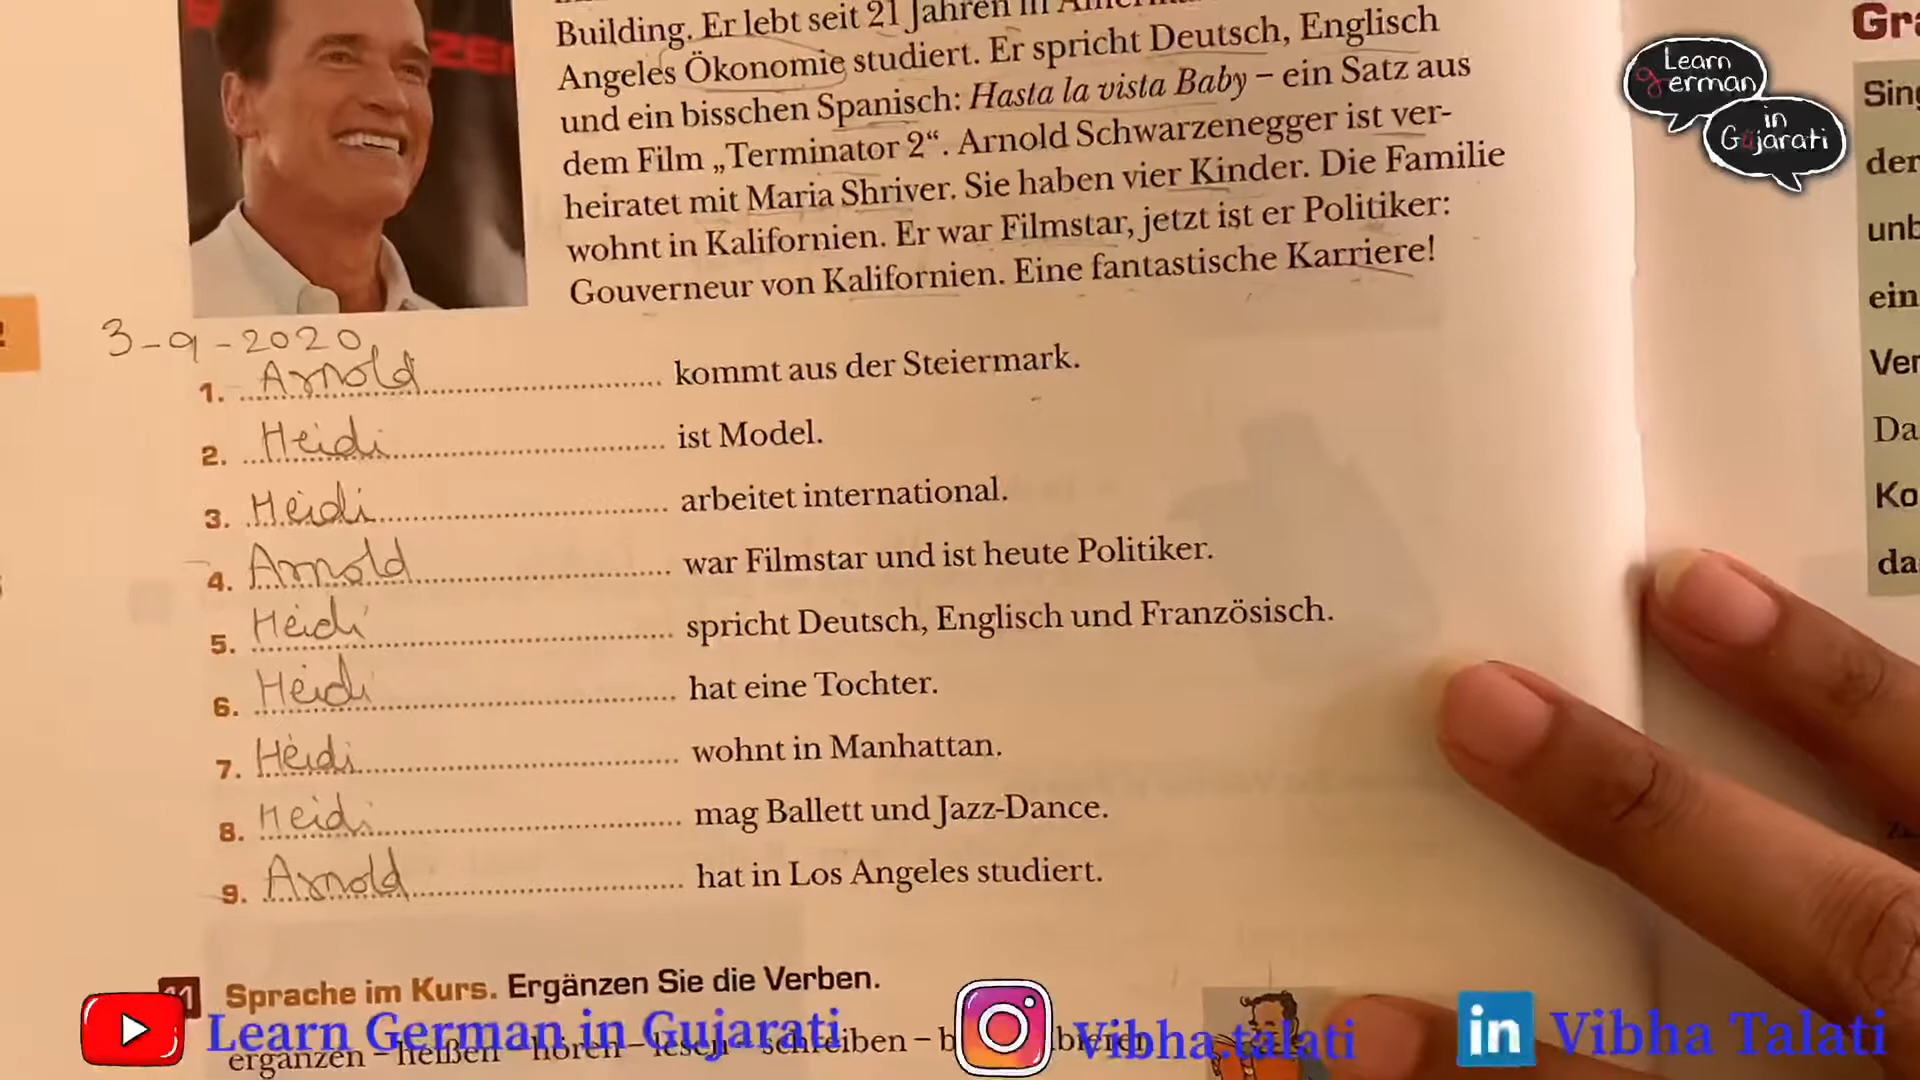 Building. Er lebt seit 21 Jahren in
Angeles Ökonomie studiert. Er spricht Deutsch, Englisch
und ein bisschen Spanisch: Hasta la vista Baby – ein Satz aus
dem Film „Terminator 2“. Arnold Schwarzenegger ist ver-
heiratet mit Maria Shriver. Sie haben vier Kinder. Die Familie
wohnt in Kalifornien. Er war Filmstar, jetzt ist er Politiker:
Gouverneur von Kalifornien. Eine fantastische Karriere!
3-9-2020
1. Arnold kommt aus der Steiermark.
2. Heidi ist Model.
3. Heidi arbeitet international.
4. Arnold war Filmstar und ist heute Politiker.
5. Heidi spricht Deutsch, Englisch und Französisch.
6. Heidi hat eine Tochter.
7. Heidi wohnt in Manhattan.
8. Heidi mag Ballett und Jazz-Dance.
9. Arnold hat in Los Angeles studiert.
11 Sprache im Kurs. Ergänzen Sie die Verben.
ergänzen – heißen – hören – lesen – schreiben –
Learn German in Gujarati
Vibha.talati
in Vibha Talati
Learn
German
in
Gujarati
Gra
Sing
der
unb
ein
Ver
Da
Ko
da